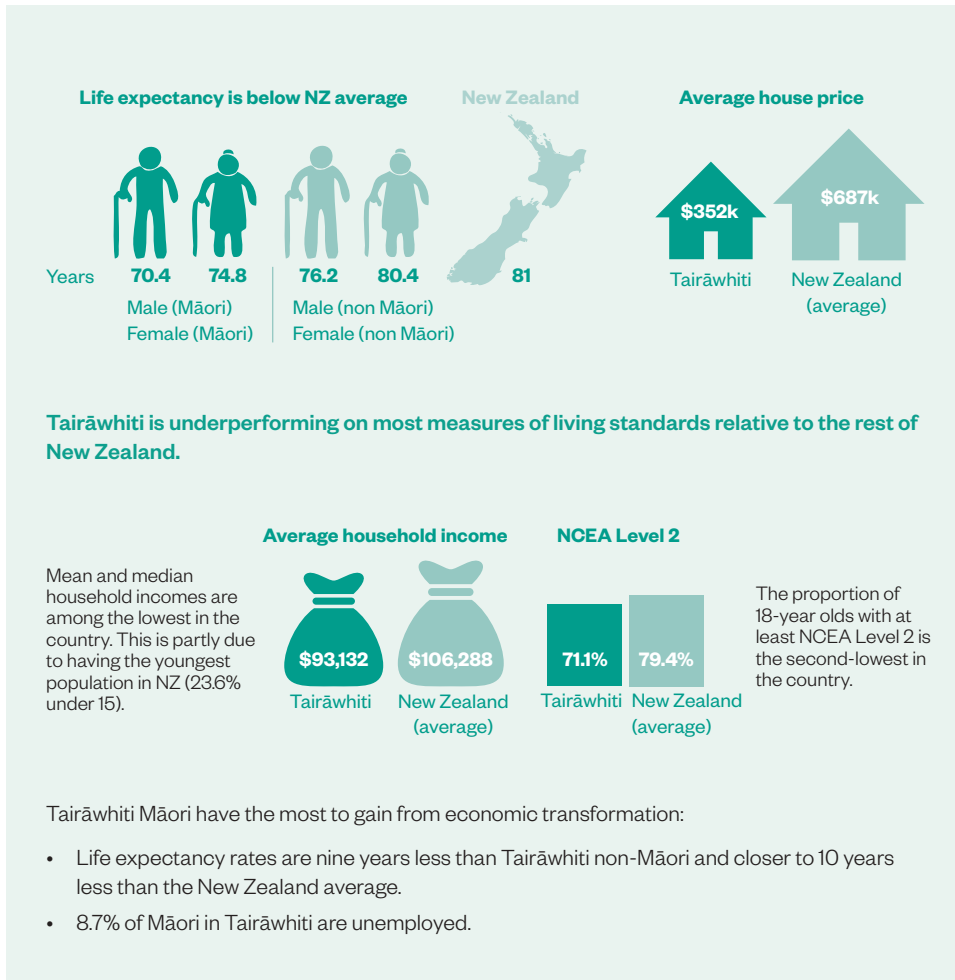 Life expectancy is below NZ average
New Zealand
Years
70.4
74.8
76.2
80.4
81
Male (Māori)
Female (Māori)
Male (non Māori)
Female (non Māori)
Average house price
$352k
$687k
Tairāwhiti
New Zealand
(average)
Tairāwhiti is underperforming on most measures of living standards relative to the rest of
New Zealand.
Mean and median
household incomes are
among the lowest in the
country. This is partly due
to having the youngest
population in NZ (23.6%
under 15).
Average household income
$93,132
$106,288
Tairāwhiti
New Zealand
(average)
NCEA Level 2
71.1%
79.4%
Tairāwhiti
New Zealand
(average)
The proportion of
18-year olds with at
least NCEA Level 2 is
the second-lowest in
the country.
Tairāwhiti Māori have the most to gain from economic transformation:
• Life expectancy rates are nine years less than Tairāwhiti non-Māori and closer to 10 years
less than the New Zealand average.
• 8.7% of Māori in Tairāwhiti are unemployed.